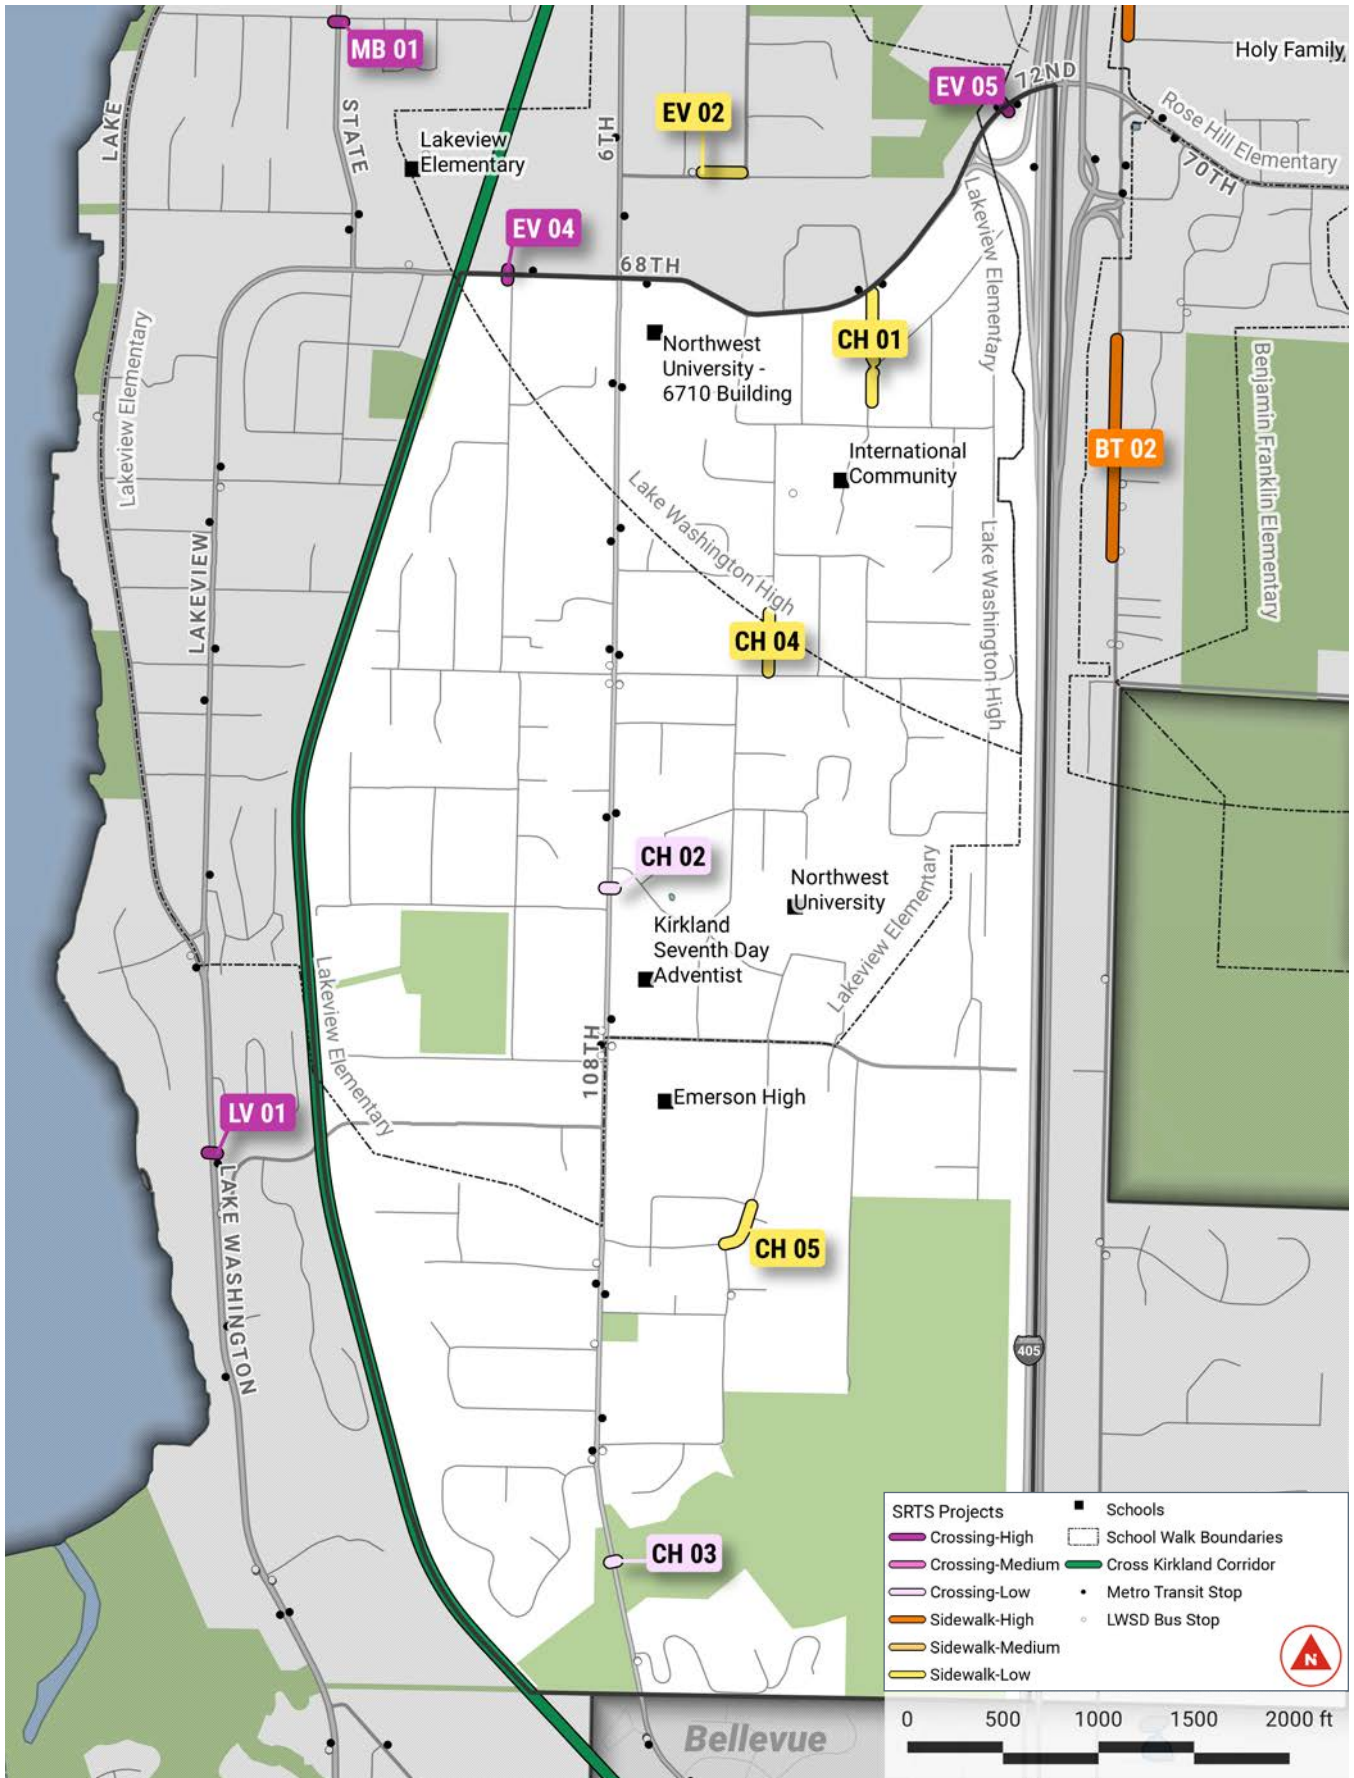 MB 01
LAKE
STATE
Lakeview
Elementary
6TH
EV 02
EV 05
72ND
Holy Family
Rose Hill Elementary
70TH
EV 04
68TH
Lakeview Elementary
Lakeview Elementary
Northwest
University -
6710 Building
CH 01
BT 02
Benjamin Franklin Elementary
International
Community
Lake Washington High
Lake Washington High
LAKEVIEW
CH 04
CH 02
Northwest
University
Kirkland
Seventh Day
Adventist
Lakeview Elementary
Lakeview Elementary
108TH
Emerson High
LV 01
LAKE WASHINGTON
CH 05
405
CH 03
Bellevue
SRTS Projects
Crossing-High
Crossing-Medium
Crossing-Low
Sidewalk-High
Sidewalk-Medium
Sidewalk-Low
Schools
School Walk Boundaries
Cross Kirkland Corridor
Metro Transit Stop
LWSD Bus Stop
N
0 500 1000 1500 2000 ft